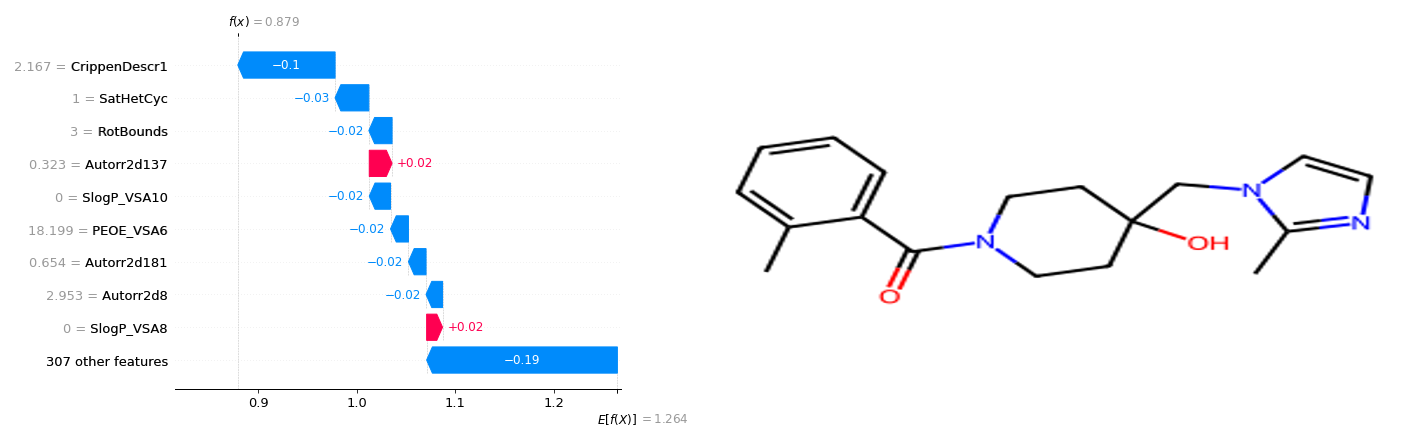 f(x) = 0.879
2.167 = CrippenDescr1
−0.1
1 = SatHetCyc
−0.03
3 = RotBounds
−0.02
0.323 = Autorr2d137
+0.02
0 = SlogP_VSA10
−0.02
18.199 = PEOE_VSA6
−0.02
0.654 = Autorr2d181
−0.02
2.953 = Autorr2d8
−0.02
0 = SlogP_VSA8
+0.02
307 other features
−0.19
0.9 1.0 1.1 1.2
E[f(X)] = 1.264
N
O
OH
N
N